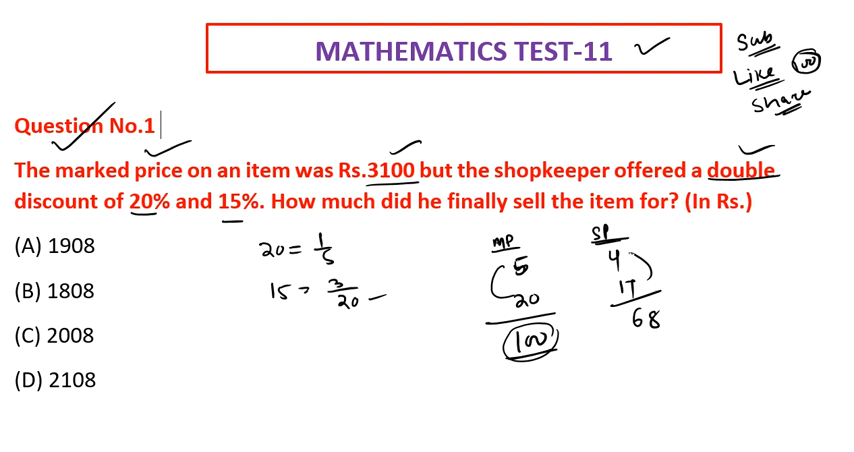 MATHEMATICS TEST-11
Sub
Like 100
Share
Question No.1
The marked price on an item was Rs.3100 but the shopkeeper offered a double
discount of 20% and 15%. How much did he finally sell the item for? (In Rs.)
(A) 1908
(B) 1808
(C) 2008
(D) 2108
20 = 1/5
15 = 3/20
MP SP
5 4
20 17
100 68